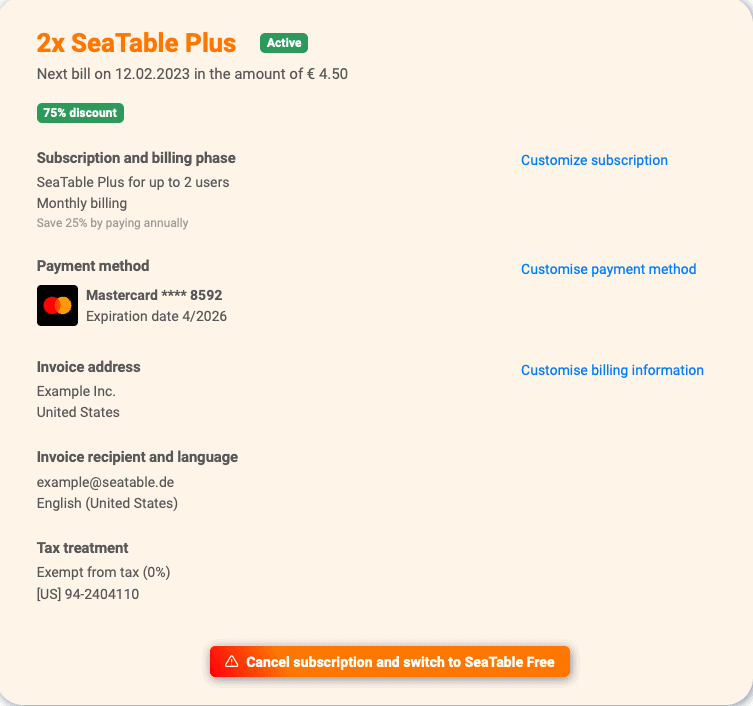 2x SeaTable Plus Active
Next bill on 12.02.2023 in the amount of € 4.50
75% discount
Subscription and billing phase
Customize subscription
SeaTable Plus for up to 2 users
Monthly billing
Save 25% by paying annually
Payment method
Customise payment method
Mastercard **** 8592
Expiration date 4/2026
Invoice address
Customise billing information
Example Inc.
United States
Invoice recipient and language
example@seatable.de
English (United States)
Tax treatment
Exempt from tax (0%)
[US] 94-2404110
Cancel subscription and switch to SeaTable Free